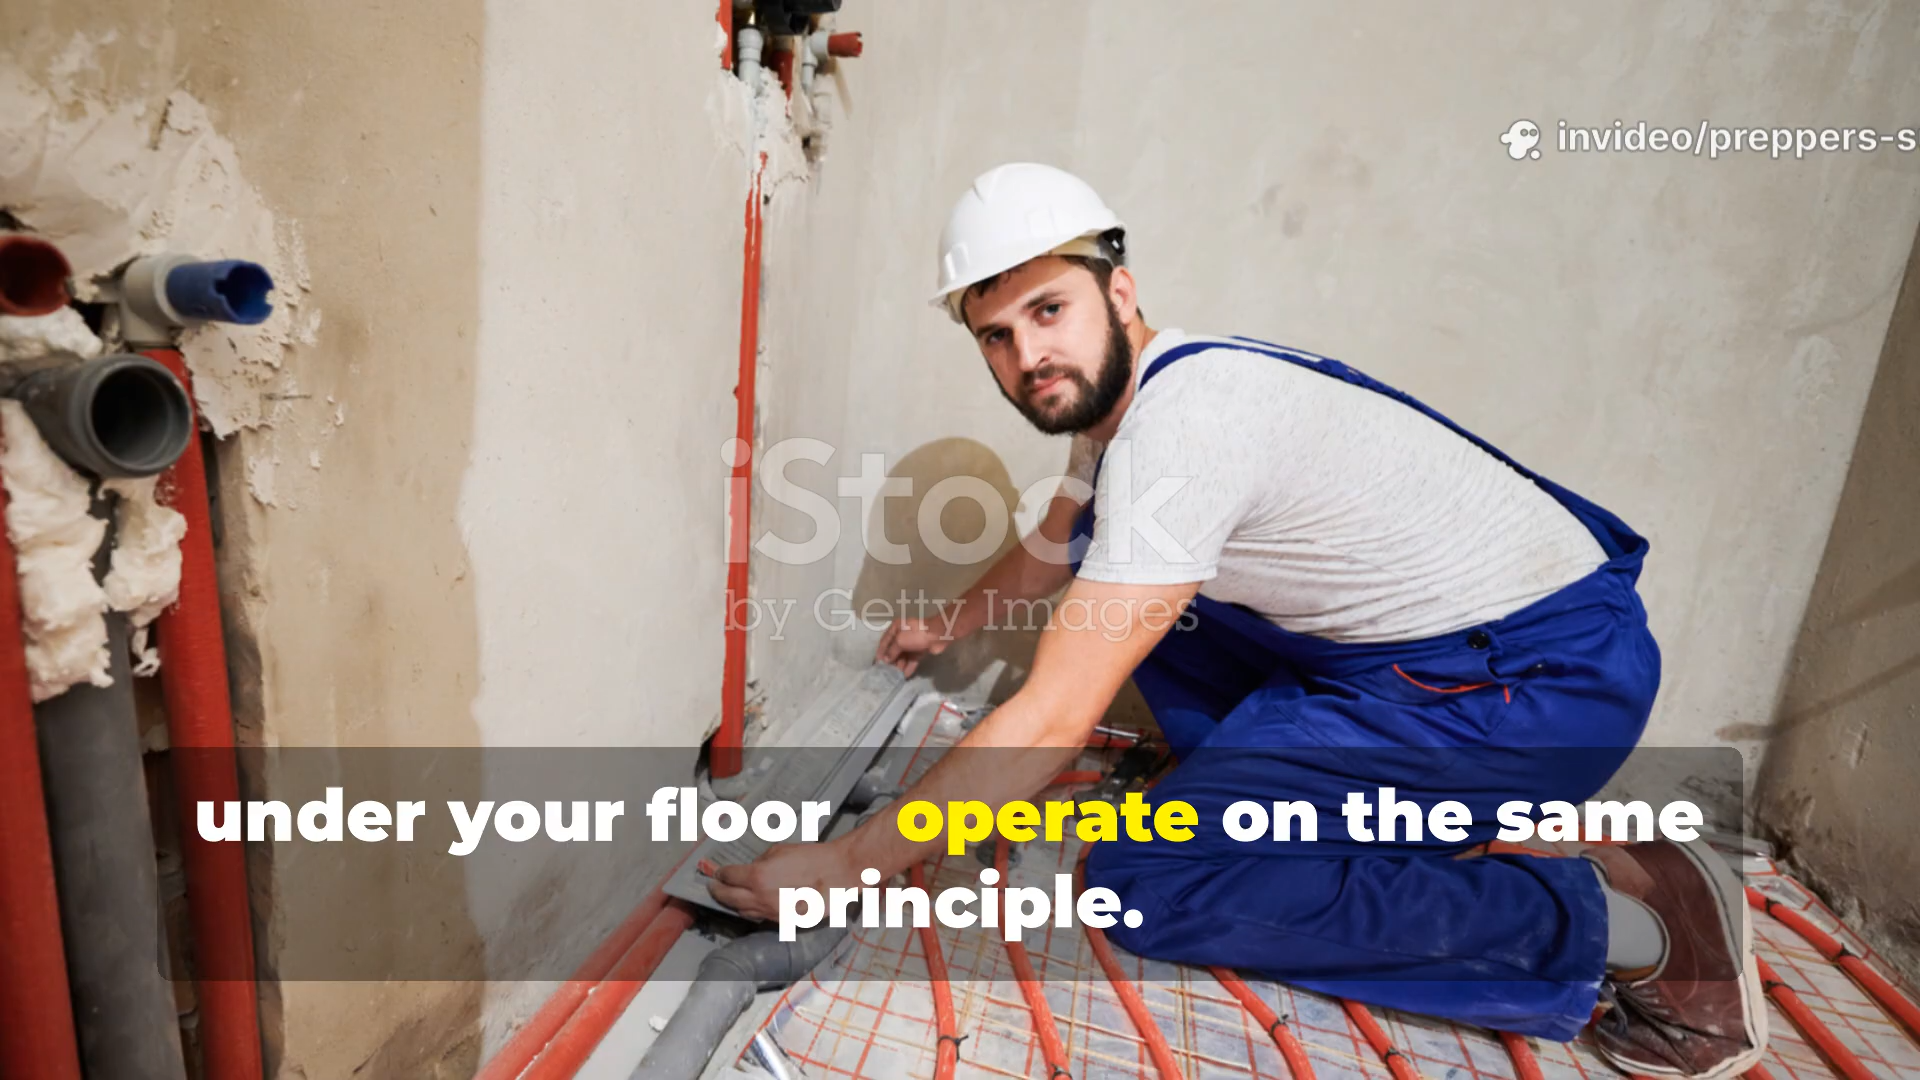 invideo/preppers-s
iStock
by Getty Images
under your floor operate on the same
principle.